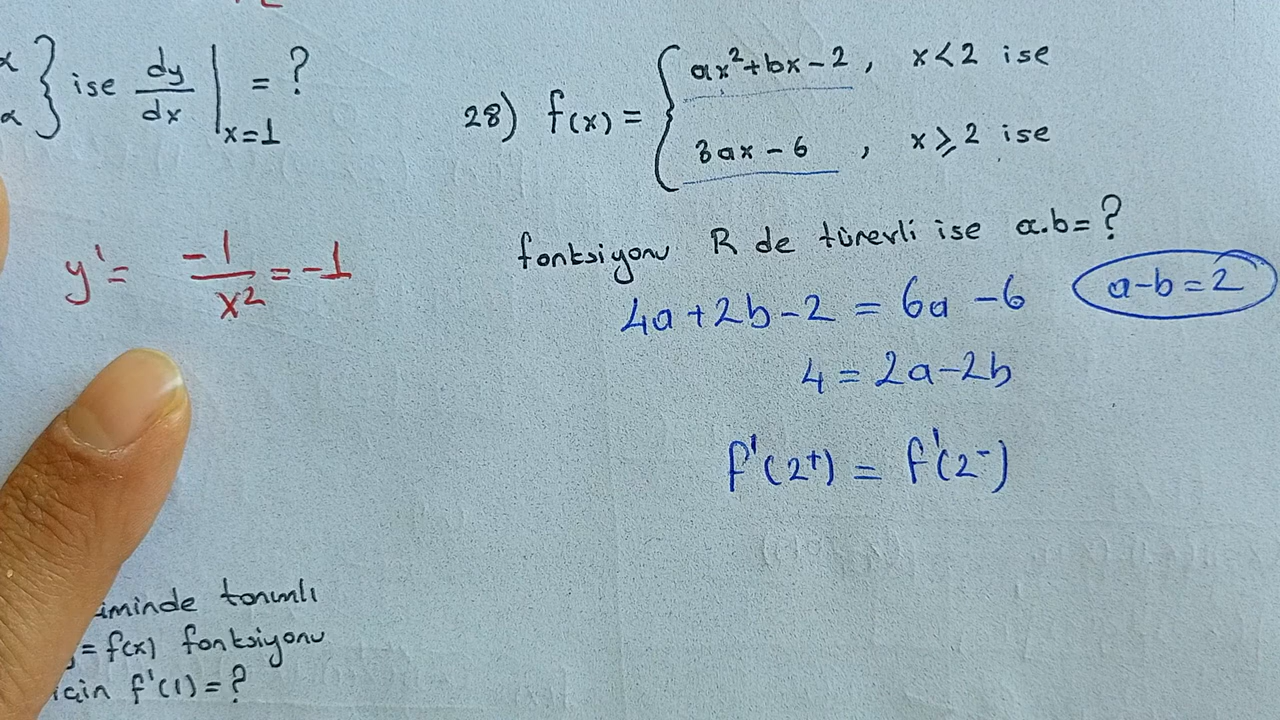 } ise dy/dx |x=1 = ?
y' = -1/x² = -1
iminde tanımlı
= f(x) fonksiyonu
için f'(1) = ?
28) f(x) = { ax²+bx-2, x<2 ise
3ax-6, x⩾2 ise
fonksiyonu R de türevli ise a.b=?
4a+2b-2 = 6a-6
a-b=2
4 = 2a-2b
f'(2⁺) = f'(2⁻)